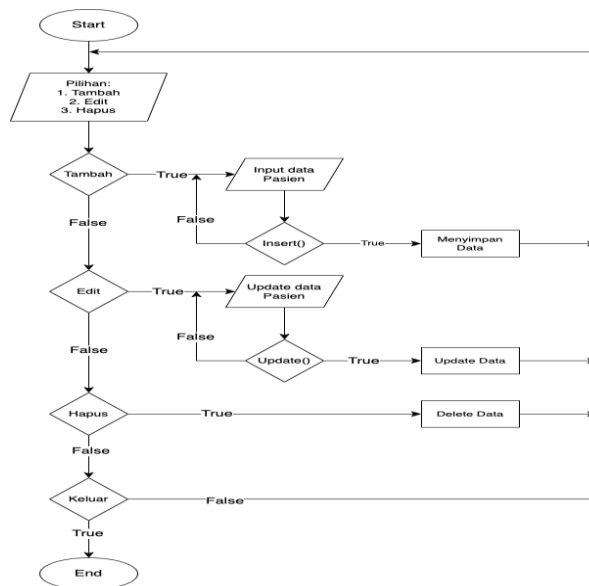 Start
Pilihan:
1. Tambah
2. Edit
3. Hapus
Tambah
True
Input data
Pasien
False
False
Insert()
True
Menyimpan
Data
Edit
True
Update data
Pasien
False
False
Update()
True
Update Data
Hapus
True
Delete Data
False
Keluar
False
True
End